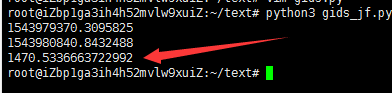 root@iZbp1ga3ih4h52mvlw9xuiZ:~/text# python3 gids_jf.py
1543979370.3095825
1543980840.8432488
1470.5336663722992
root@iZbp1ga3ih4h52mvlw9xuiZ:~/text#